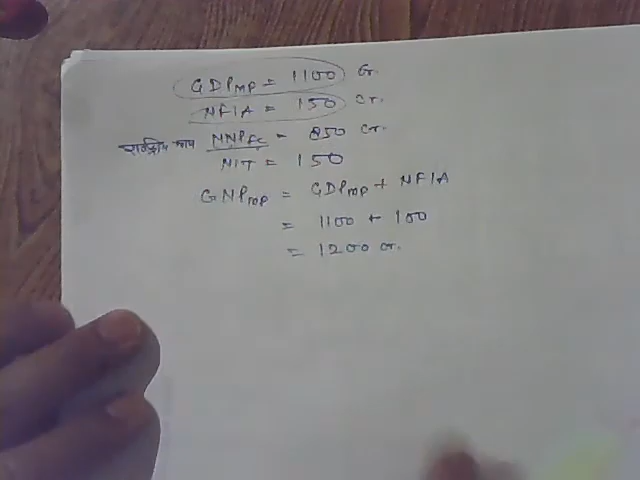 GDPMP = 1100 Cr.
NFIA = 150 Cr.
राष्ट्रीय आय NNPFC = 850 Cr.
NIT = 150
GNPMP = GDPMP + NFIA
= 1100 + 100
= 1200 Cr.